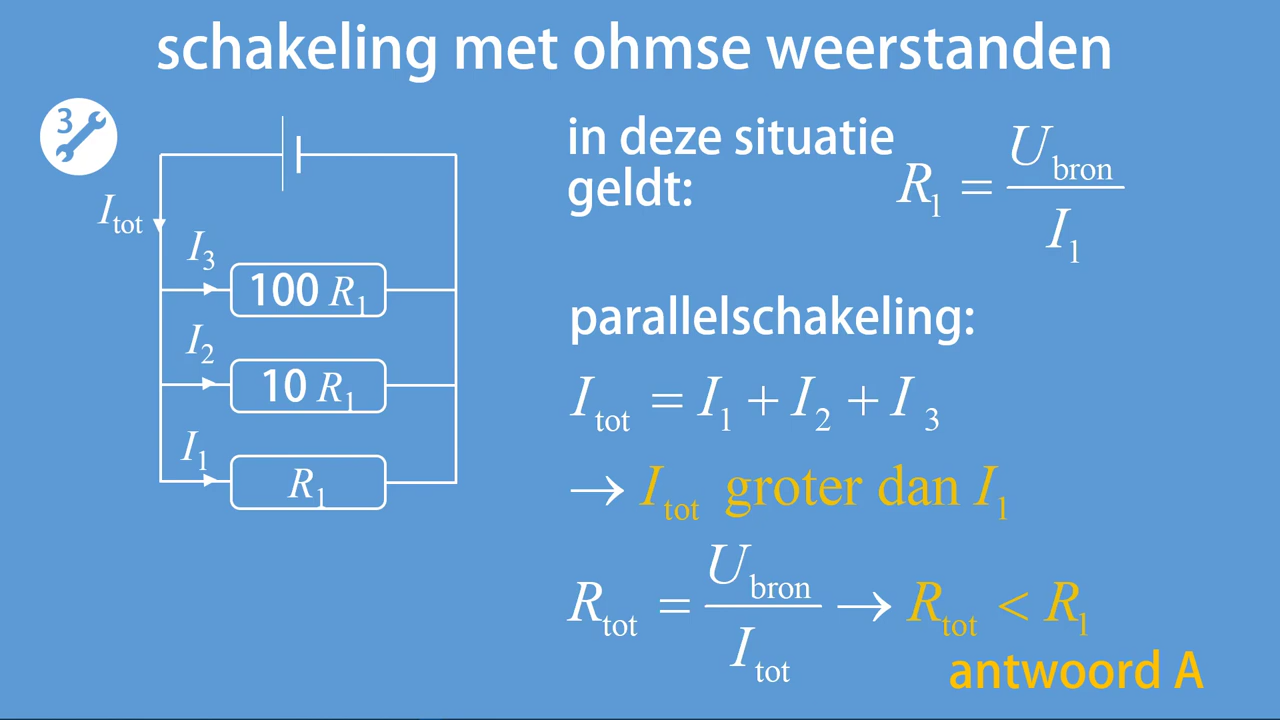 schakeling met ohmse weerstanden
3
I_tot
I_3
100 R_1
I_2
10 R_1
I_1
R_1
in deze situatie
geldt: R_1 = U_bron / I_1
parallelschakeling:
I_tot = I_1 + I_2 + I_3
→ I_tot groter dan I_1
R_tot = U_bron / I_tot → R_tot < R_1
antwoord A